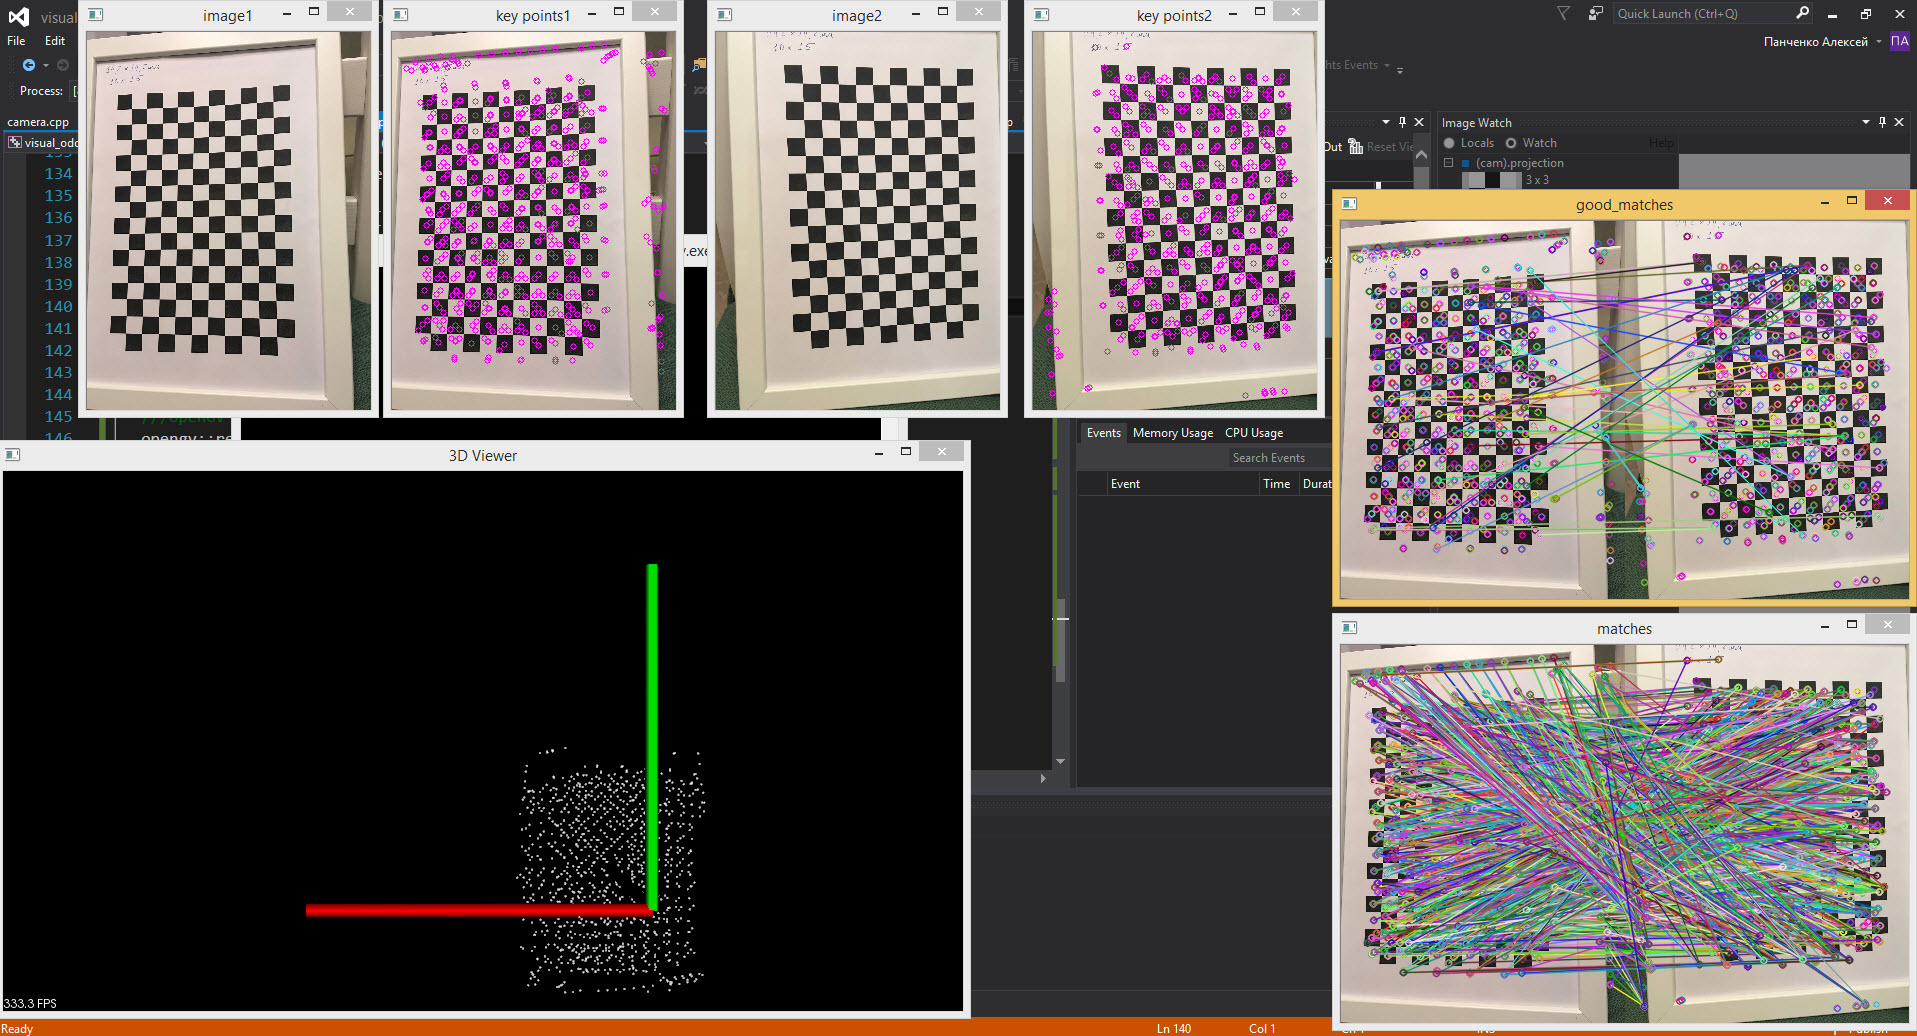 visual
Quick Launch (Ctrl+Q)
File
Edit
Панченко Алексей
ПА
Process:
camera.cpp
visual_odo
image1
key points1
image2
key points2
10 x 15
hts Events
Out
Reset Vie
Image Watch
Locals
Watch
Help
(cam).projection
3 x 3
134
135
136
137
138
139
140
141
142
143
144
145
146
opengv::re
y.exe
good_matches
Events
Memory Usage
CPU Usage
Search Events
Event
Time
Durat
3D Viewer
333.3 FPS
matches
Ready
Ln 140
Col 1